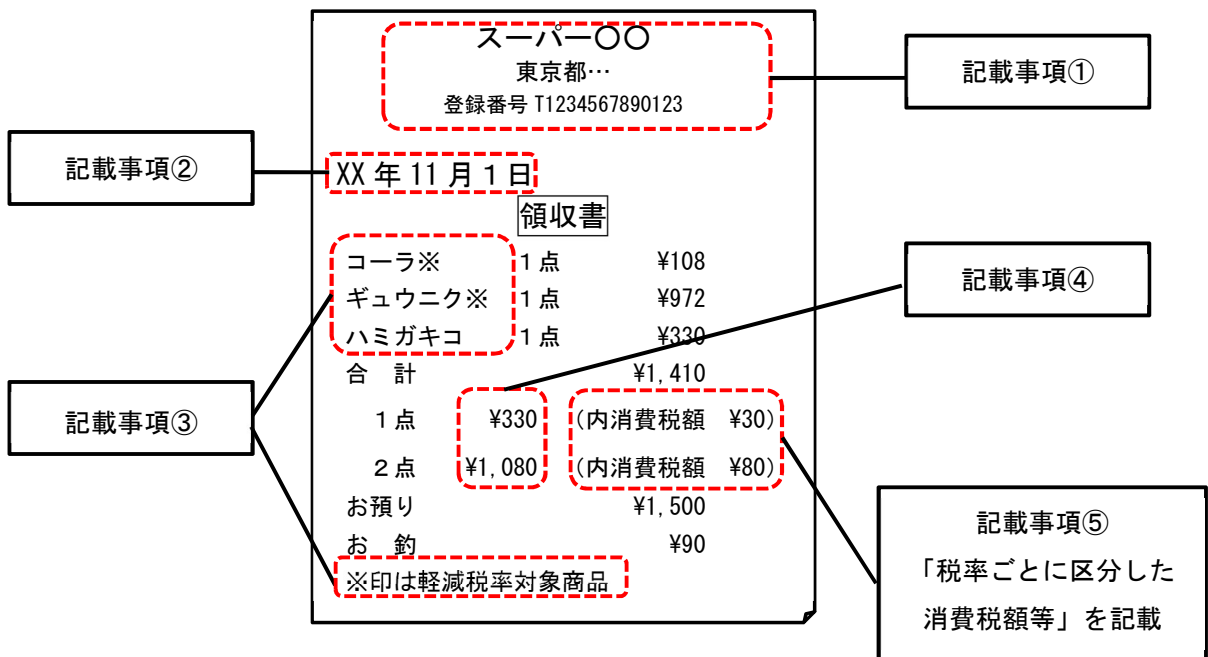 スーパー〇〇
東京都…
登録番号 T1234567890123
記載事項①
記載事項②
XX 年 11 月 1 日
領収書
コーラ※ 1 点 ¥108
ギュウニク※ 1 点 ¥972
ハミガキコ 1 点 ¥330
合 計 ¥1,410
1 点 ¥330 (内消費税額 ¥30)
2 点 ¥1,080 (内消費税額 ¥80)
お預り ¥1,500
お 釣 ¥90
※印は軽減税率対象商品
記載事項④
記載事項③
記載事項⑤
「税率ごとに区分した
消費税額等」を記載